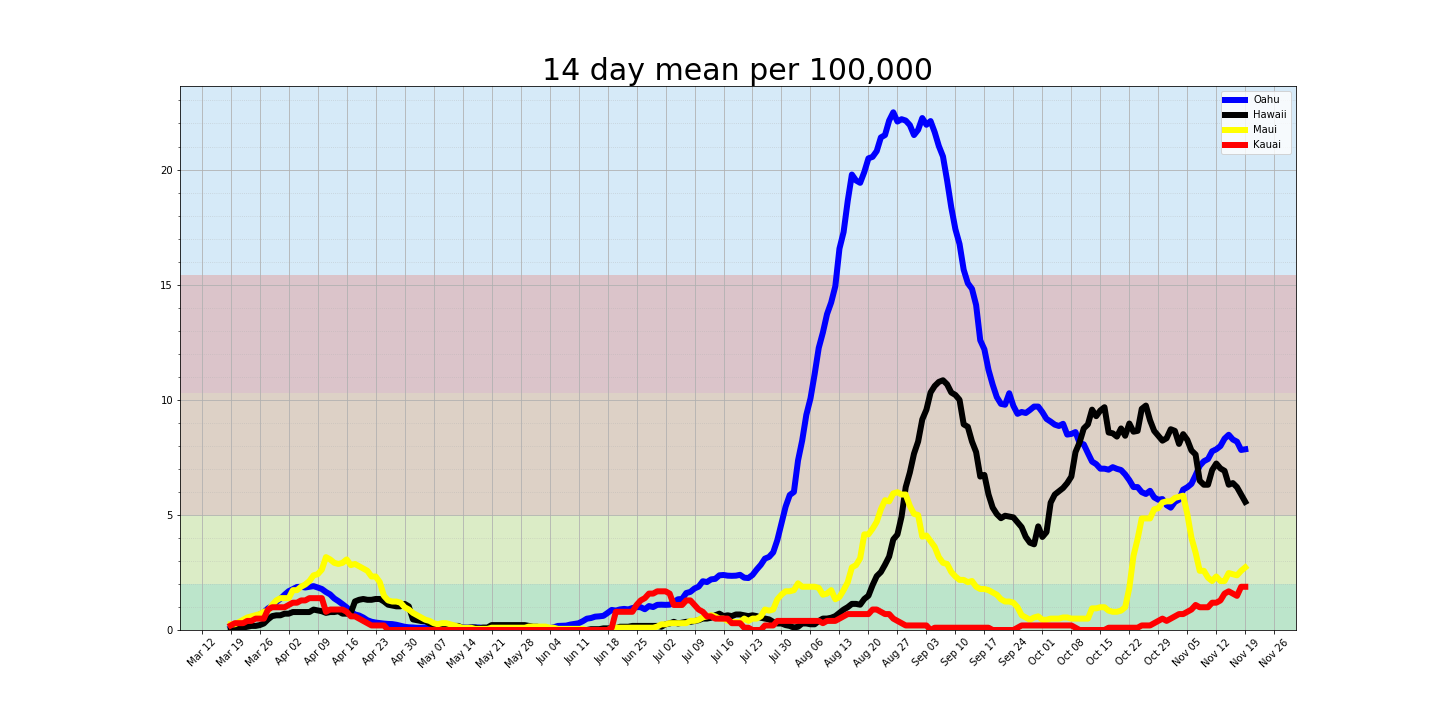 14 day mean per 100,000
Oahu
Hawaii
Maui
Kauai
20
15
10
5
0
Mar 12 Mar 19 Mar 26 Apr 02 Apr 09 Apr 16 Apr 23 Apr 30 May 07 May 14 May 21 May 28 Jun 04 Jun 11 Jun 18 Jun 25 Jul 02 Jul 09 Jul 16 Jul 23 Jul 30 Aug 06 Aug 13 Aug 20 Aug 27 Sep 03 Sep 10 Sep 17 Sep 24 Oct 01 Oct 08 Oct 15 Oct 22 Oct 29 Nov 05 Nov 12 Nov 19 Nov 26